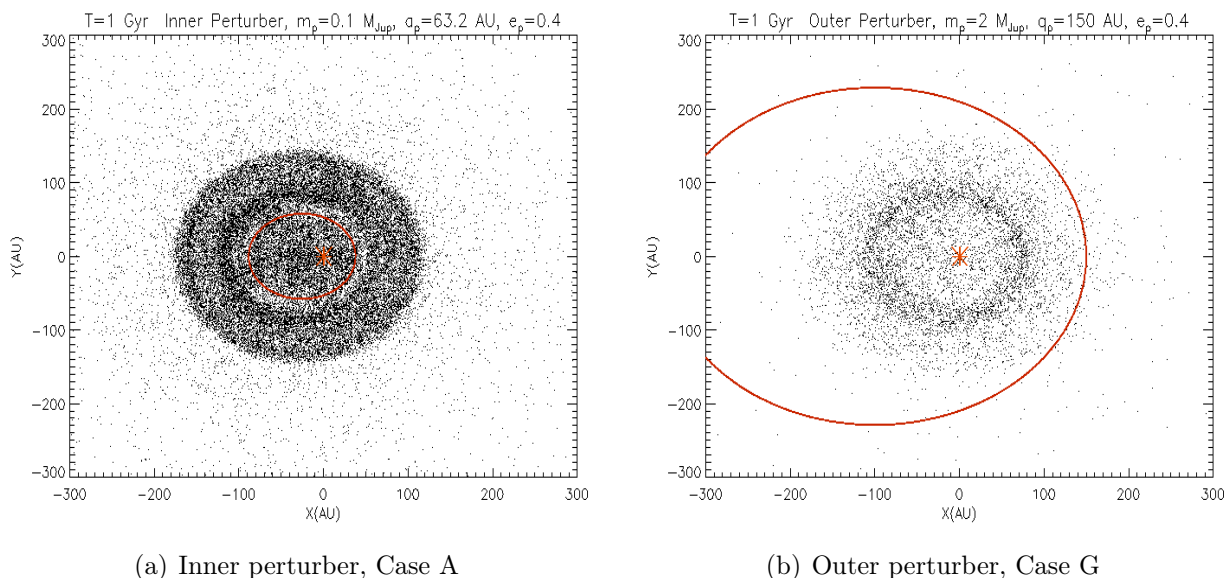 T=1 Gyr Inner Perturber, m_p=0.1 M_Jup, q_p=63.2 AU, e_p=0.4
300
200
100
0
−100
−200
−300
Y(AU)
−300 −200 −100 0 100 200 300
X(AU)
(a) Inner perturber, Case A
T=1 Gyr Outer Perturber, m_p=2 M_Jup, q_p=150 AU, e_p=0.4
300
200
100
0
−100
−200
−300
Y(AU)
−300 −200 −100 0 100 200 300
X(AU)
(b) Outer perturber, Case G